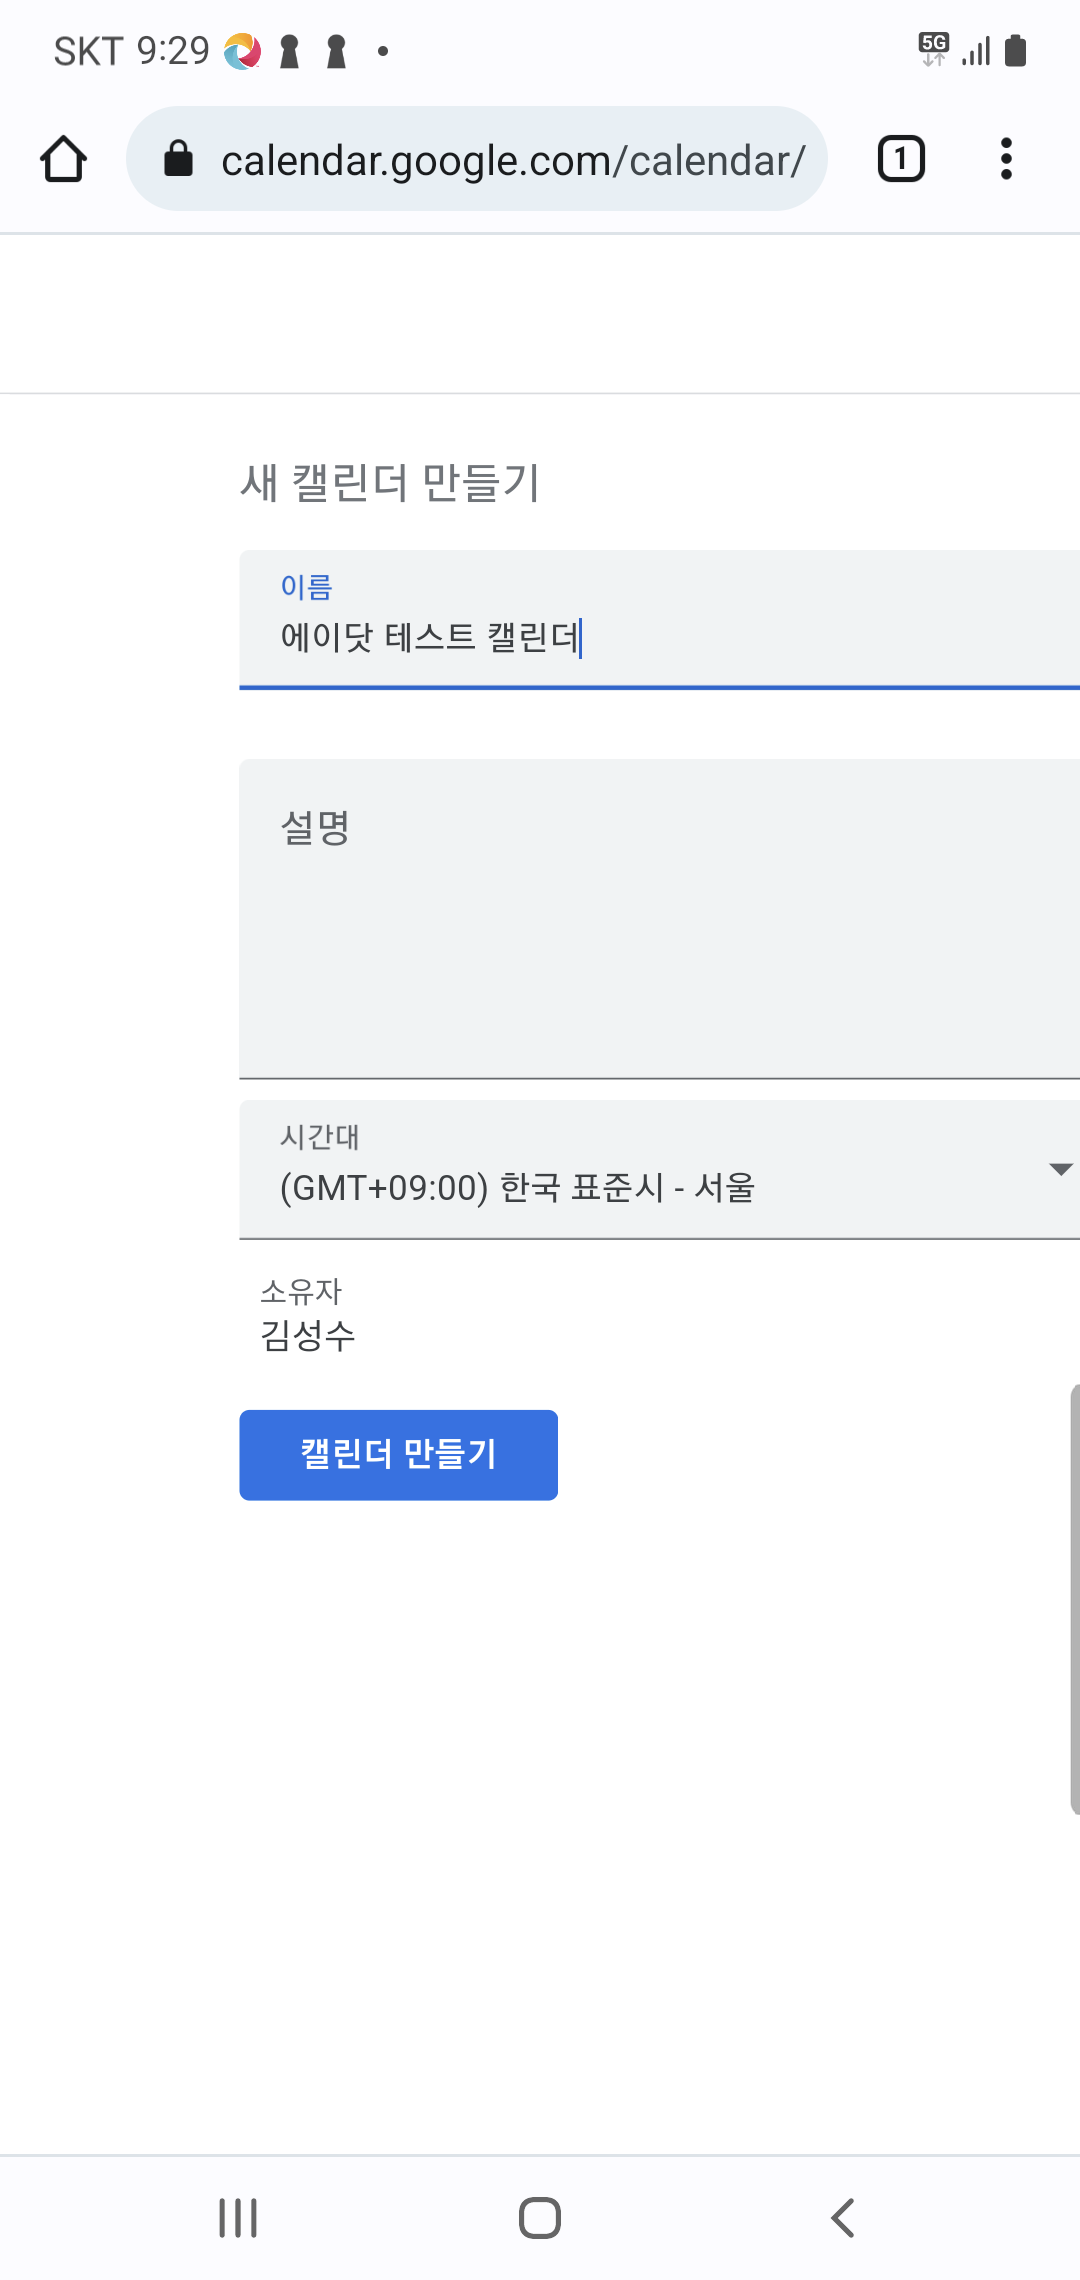 SKT 9:29
5G
calendar.google.com/calendar/
1
새 캘린더 만들기
이름
에이닷 테스트 캘린더
설명
시간대
(GMT+09:00) 한국 표준시 - 서울
소유자
김성수
캘린더 만들기